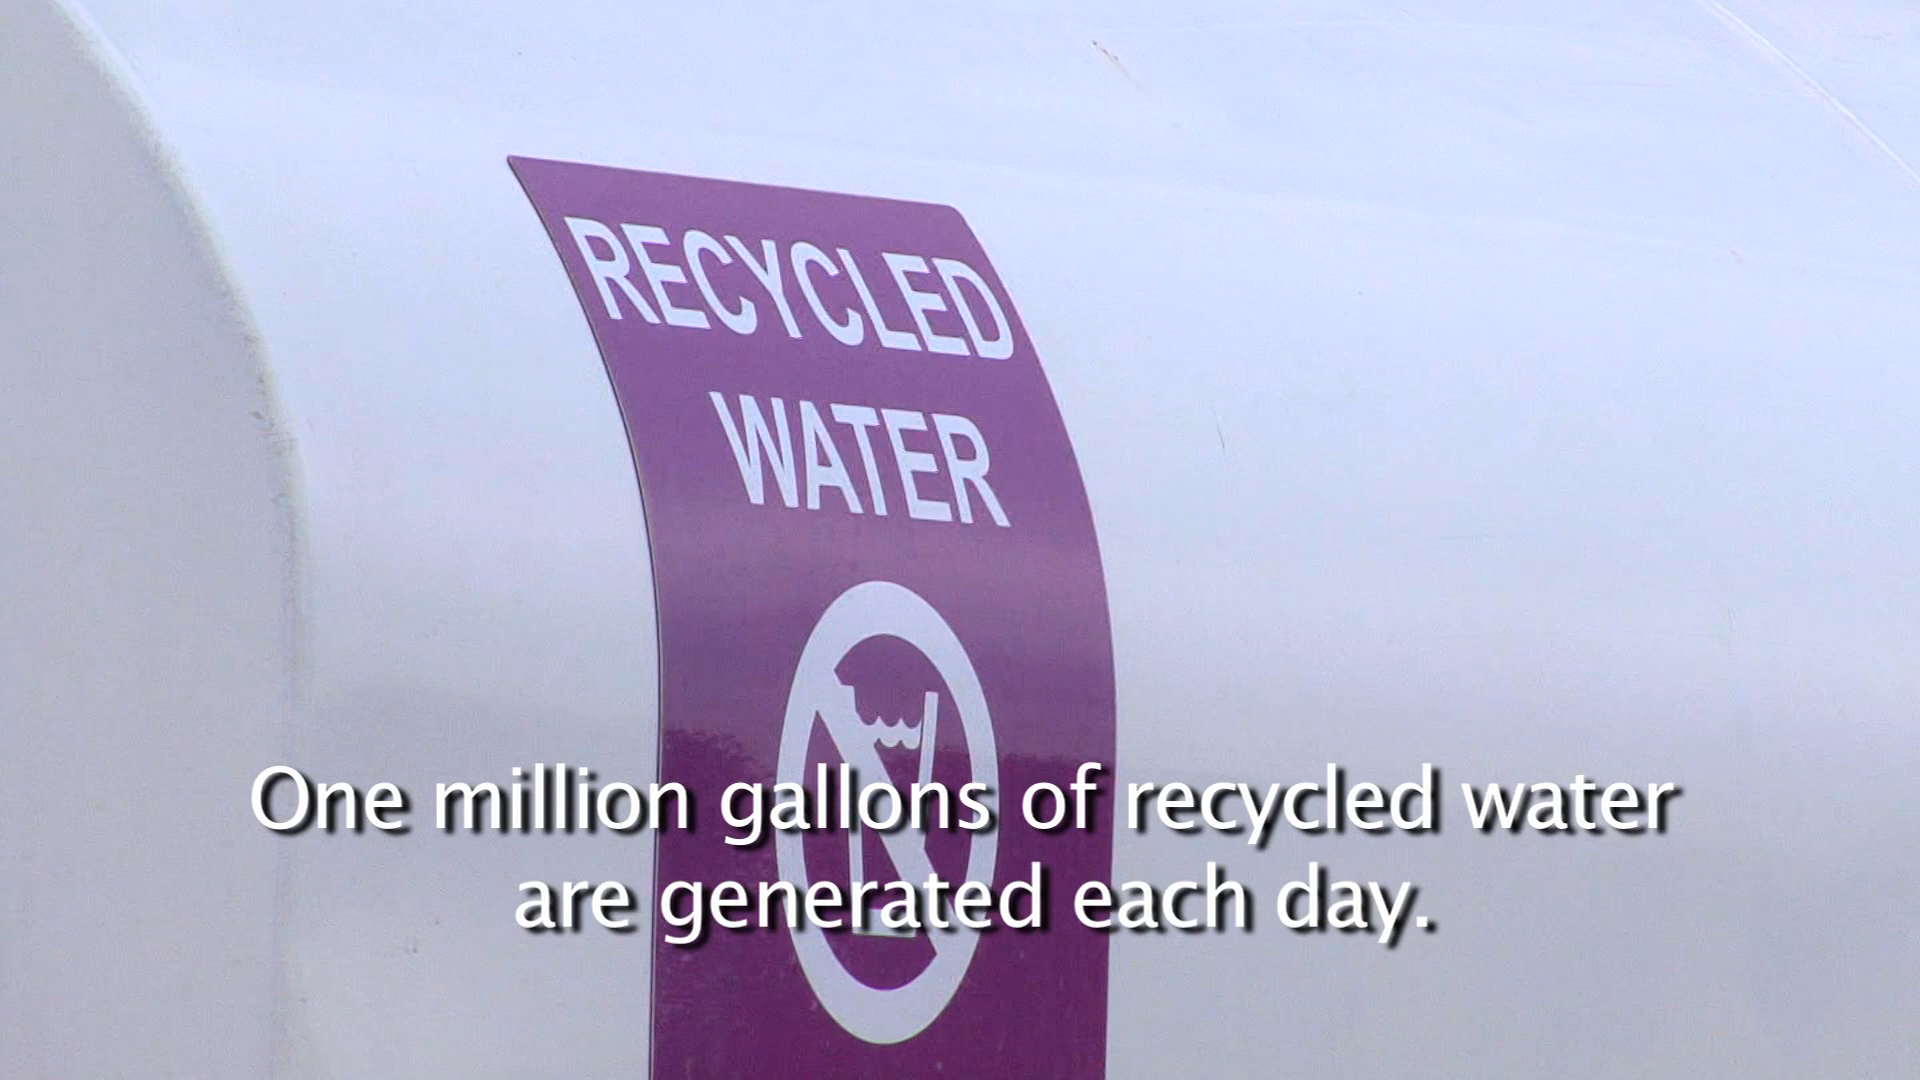 RECYCLED
WATER
One million gallons of recycled water
are generated each day.